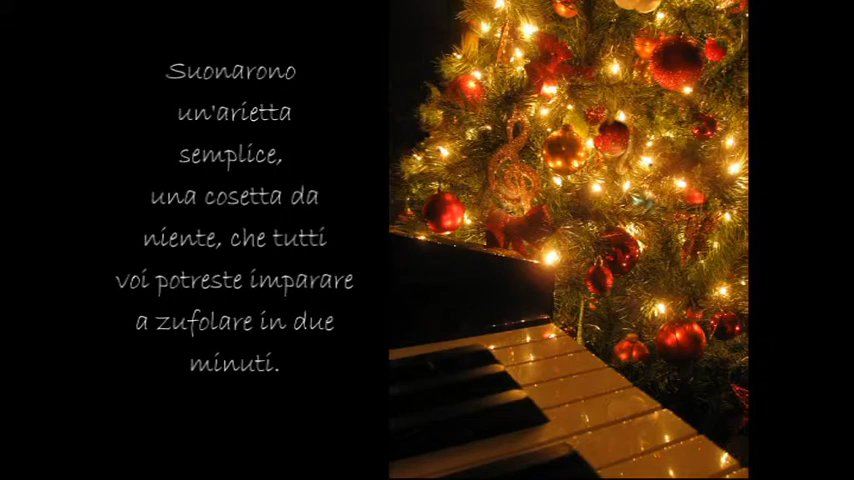 Suonarono
un'arietta
semplice,
una cosetta da
niente, che tutti
voi potreste imparare
a zufolare in due
minuti.